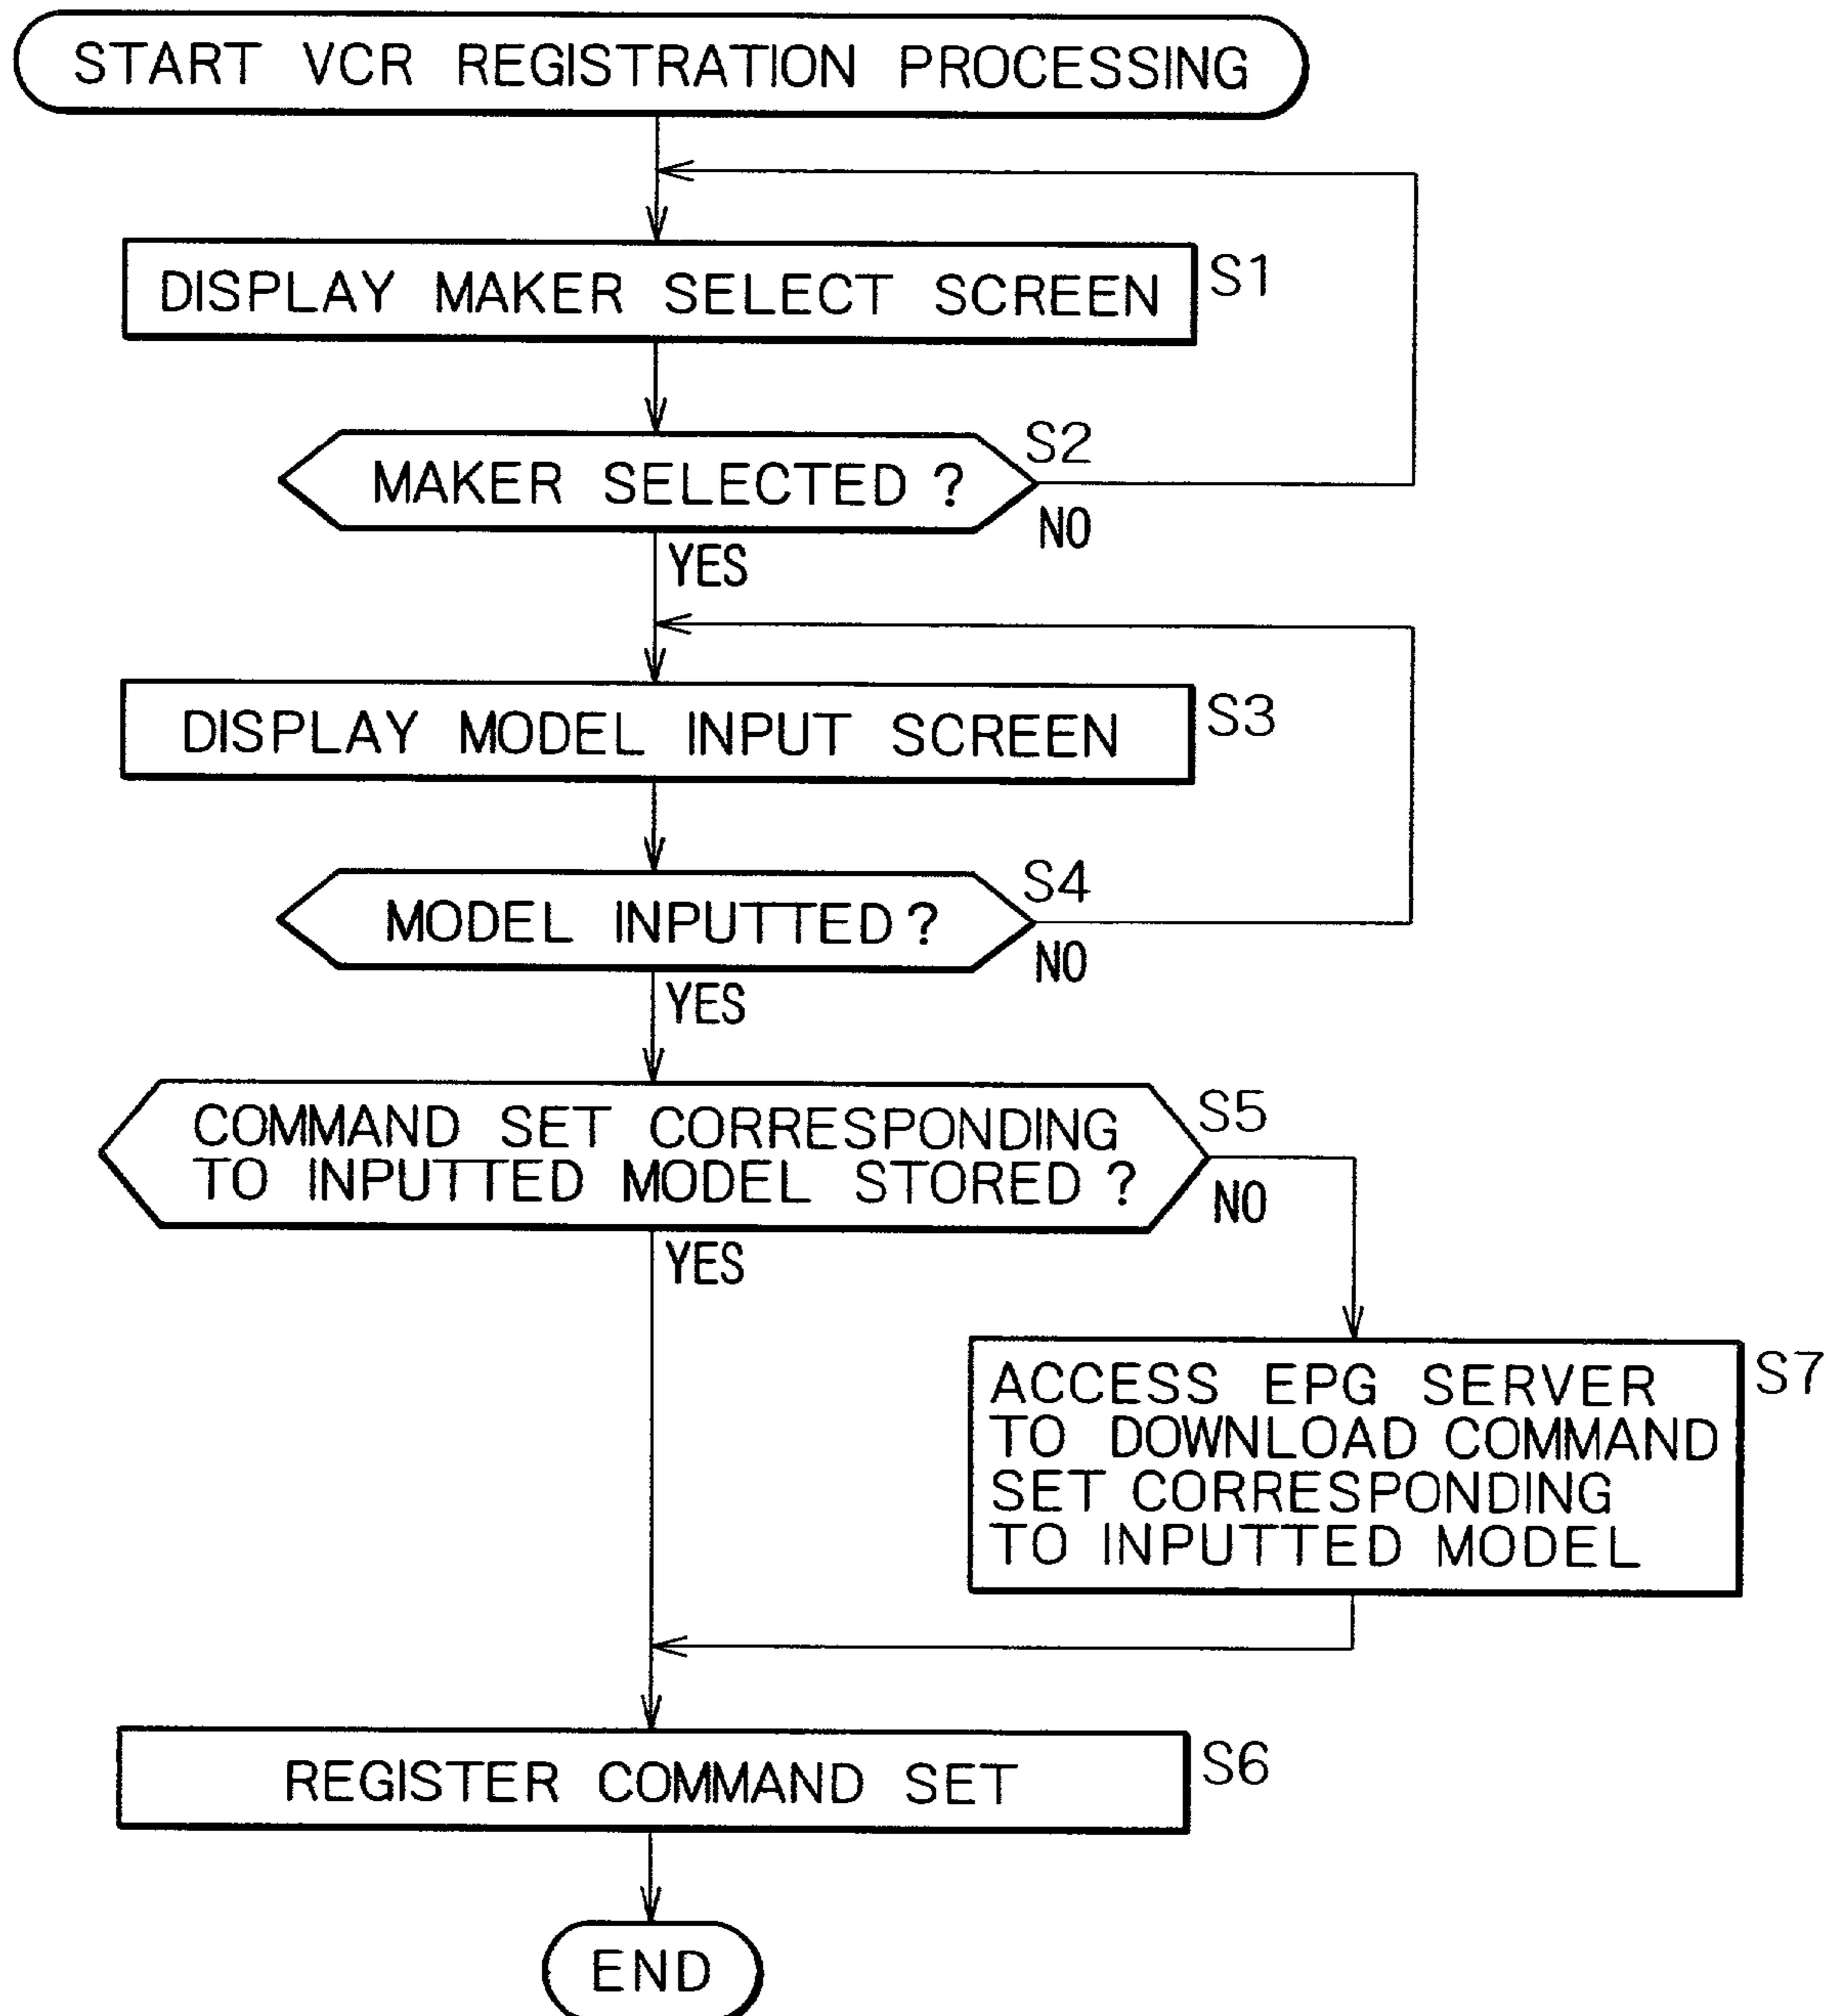 START VCR REGISTRATION PROCESSING
DISPLAY MAKER SELECT SCREEN
S1
MAKER SELECTED ?
S2
NO
YES
DISPLAY MODEL INPUT SCREEN
S3
MODEL INPUTTED ?
S4
NO
YES
COMMAND SET CORRESPONDING
TO INPUTTED MODEL STORED ?
S5
NO
YES
ACCESS EPG SERVER
TO DOWNLOAD COMMAND
SET CORRESPONDING
TO INPUTTED MODEL
S7
REGISTER COMMAND SET
S6
END